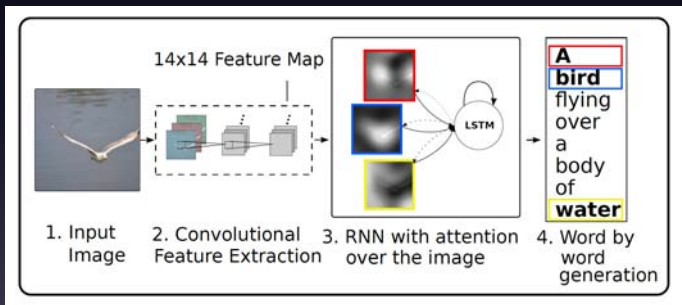 14x14 Feature Map
LSTM
A
bird
flying
over
a
body
of
water
1. Input
Image
2. Convolutional
Feature Extraction
3. RNN with attention
over the image
4. Word by
word
generation